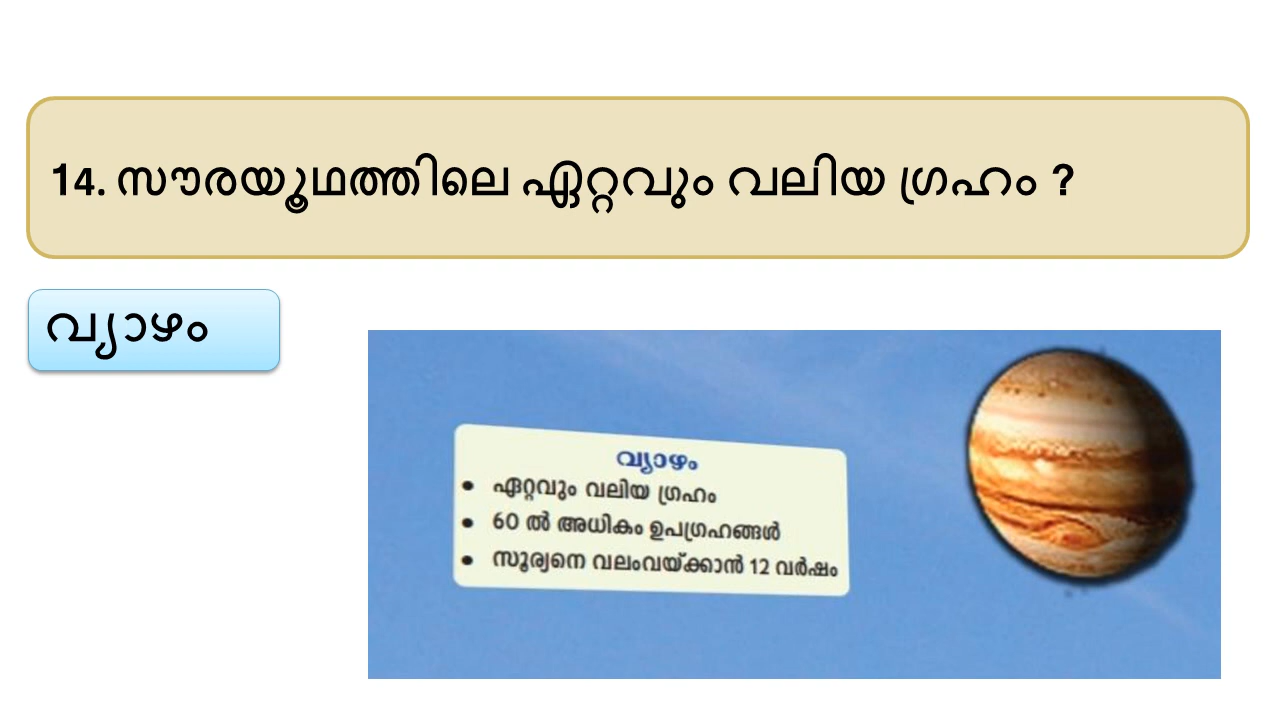 14. സൗരയൂഥത്തിലെ ഏറ്റവും വലിയ ഗ്രഹം ?
വ്യാഴം
വ്യാഴം
• ഏറ്റവും വലിയ ഗ്രഹം
• 60 ൽ അധികം ഉപഗ്രഹങ്ങൾ
• സൂര്യനെ വലംവയ്ക്കാൻ 12 വർഷം